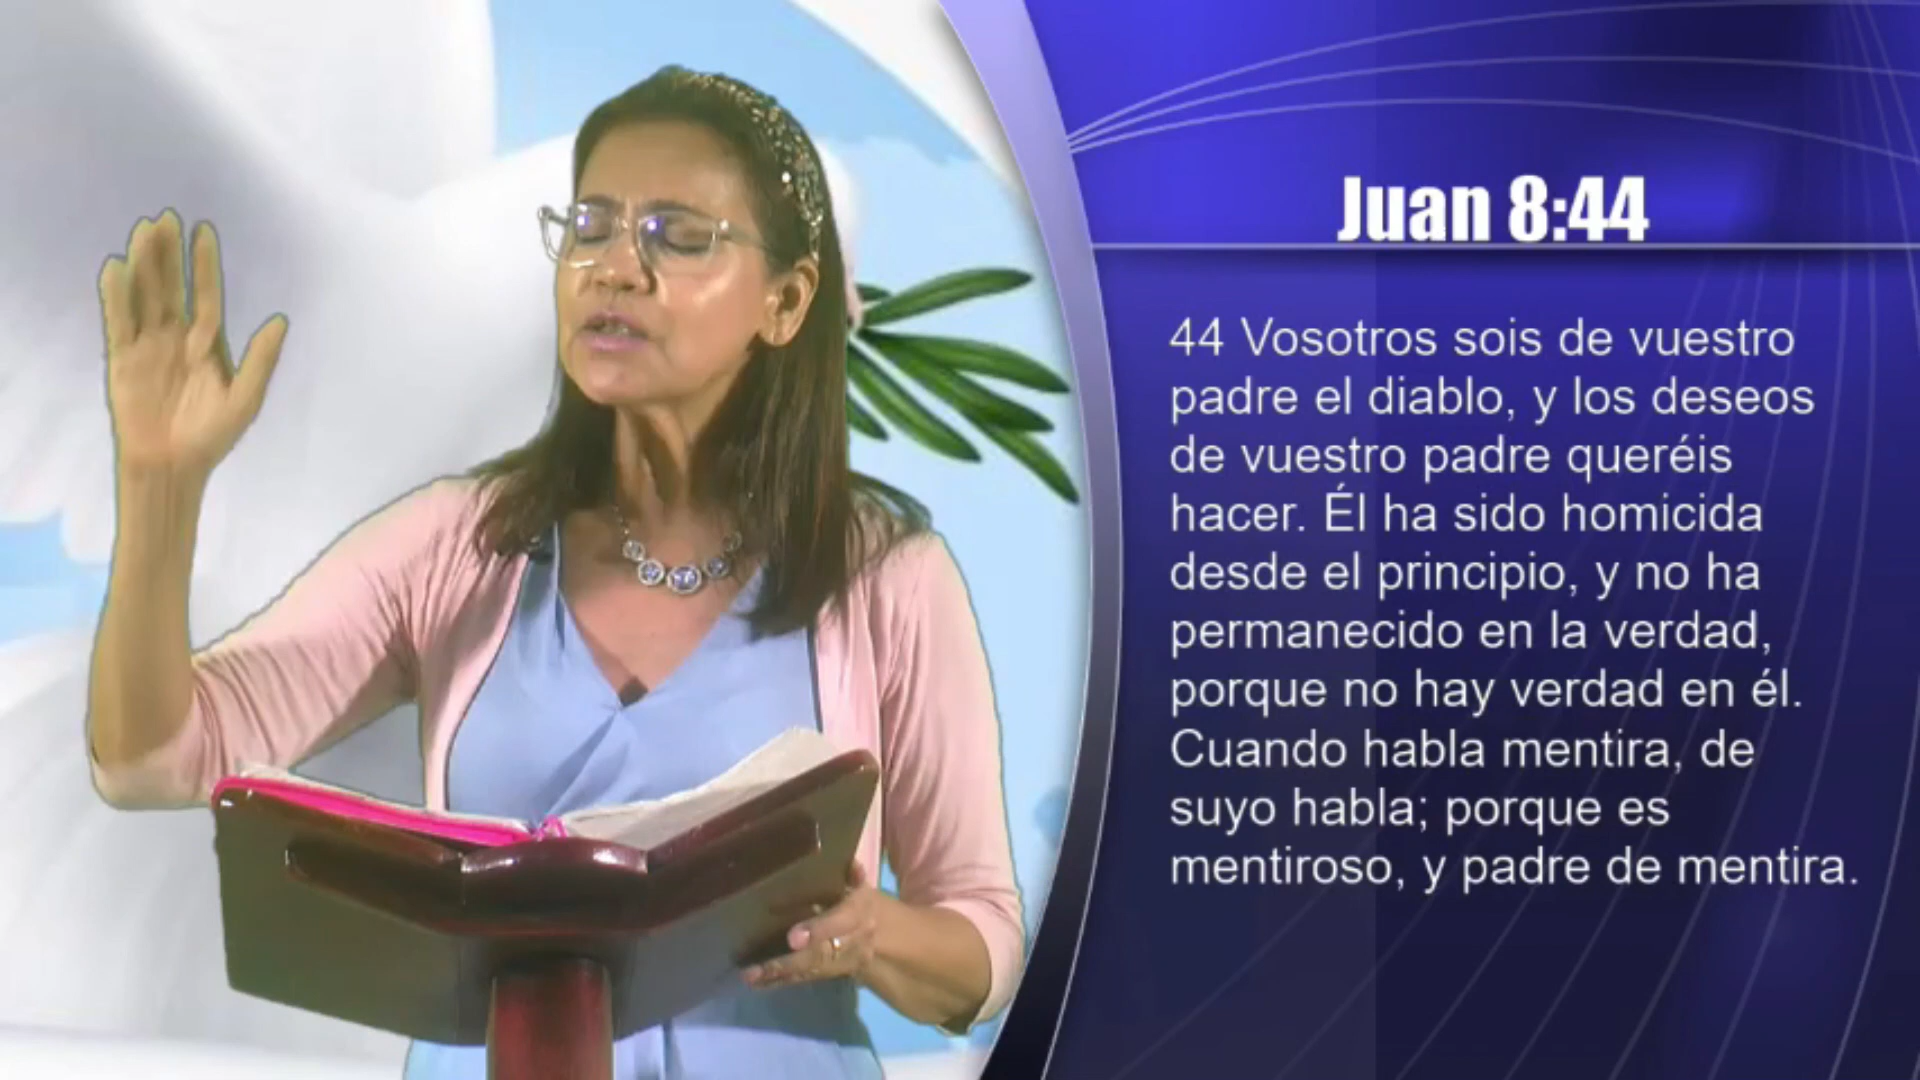 Juan 8:44
44 Vosotros sois de vuestro
padre el diablo, y los deseos
de vuestro padre queréis
hacer. Él ha sido homicida
desde el principio, y no ha
permanecido en la verdad,
porque no hay verdad en él.
Cuando habla mentira, de
suyo habla; porque es
mentiroso, y padre de mentira.